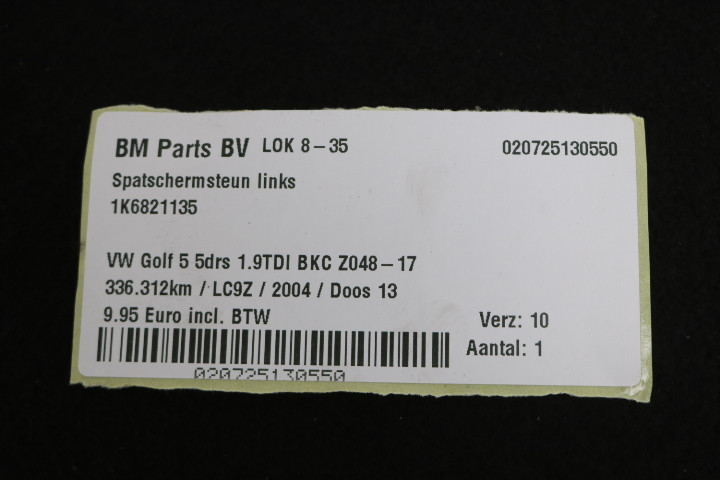 BM Parts BV LOK 8-35 020725130550
Spatschermsteun links
1K6821135
VW Golf 5 5drs 1.9TDI BKC Z048-17
336.312km / LC9Z / 2004 / Doos 13
9.95 Euro incl. BTW Verz: 10
Aantal: 1
020725130550